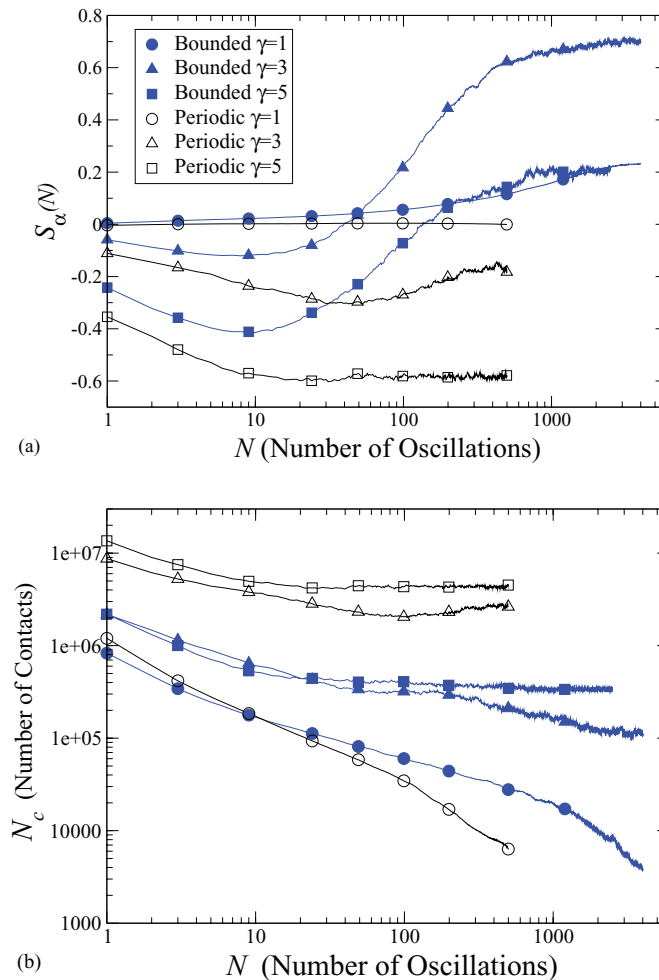 0.8
0.6
0.4
0.2
0
-0.2
-0.4
-0.6
Sα(N)
Bounded γ=1
Bounded γ=3
Bounded γ=5
Periodic γ=1
Periodic γ=3
Periodic γ=5
1 10 100 1000
(a)
N (Number of Oscillations)
1e+07
1e+06
1e+05
10000
1000
Nc (Number of Contacts)
1 10 100 1000
(b)
N (Number of Oscillations)